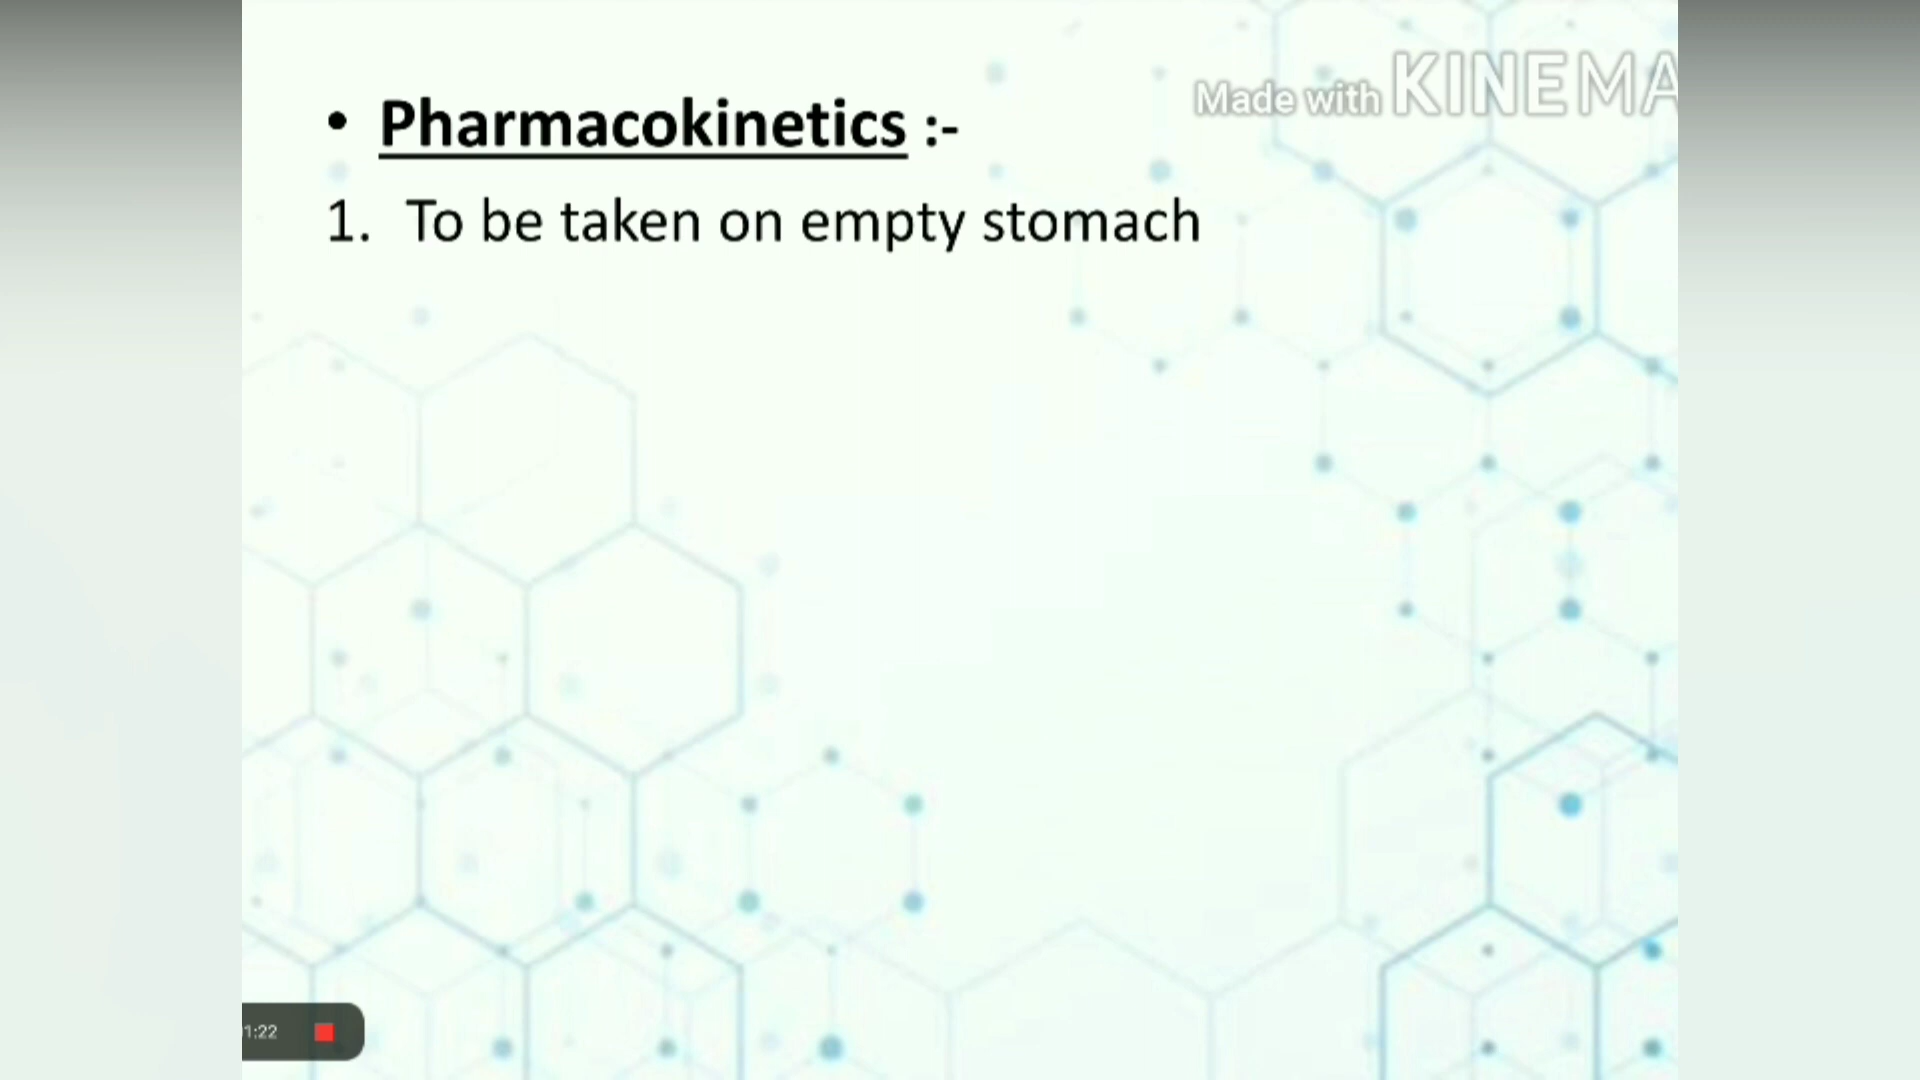 Made with KINEMA
• Pharmacokinetics :-
1. To be taken on empty stomach
1:22